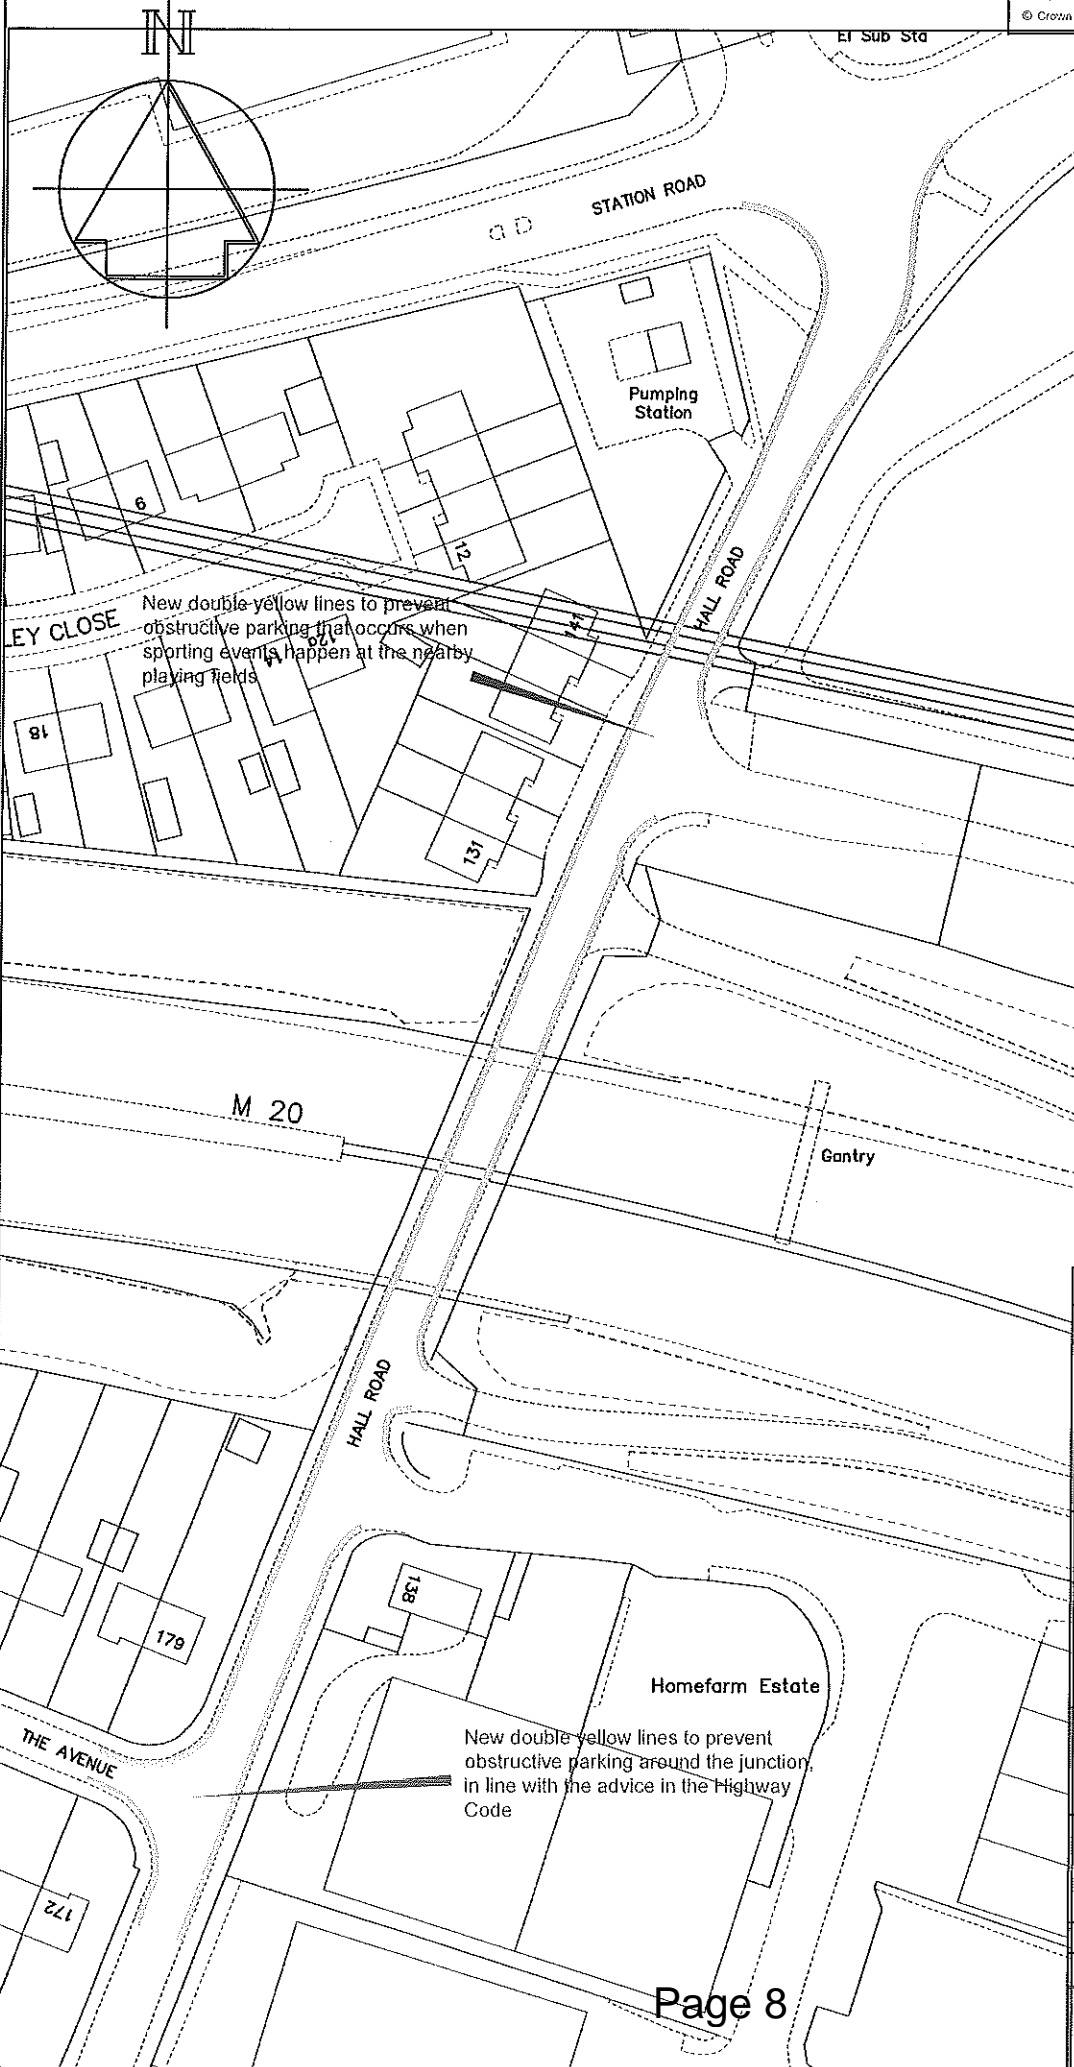 © Crown
N
El Sub Sta
STATION ROAD
Pumping
Station
6
12
HALL ROAD
LEY CLOSE
New double yellow lines to prevent
obstructive parking that occurs when
sporting events happen at the nearby
playing fields
141
12a
14
18
131
M 20
Gantry
HALL ROAD
138
179
Homefarm Estate
THE AVENUE
New double yellow lines to prevent
obstructive parking around the junction,
in line with the advice in the Highway
Code
172
Page 8